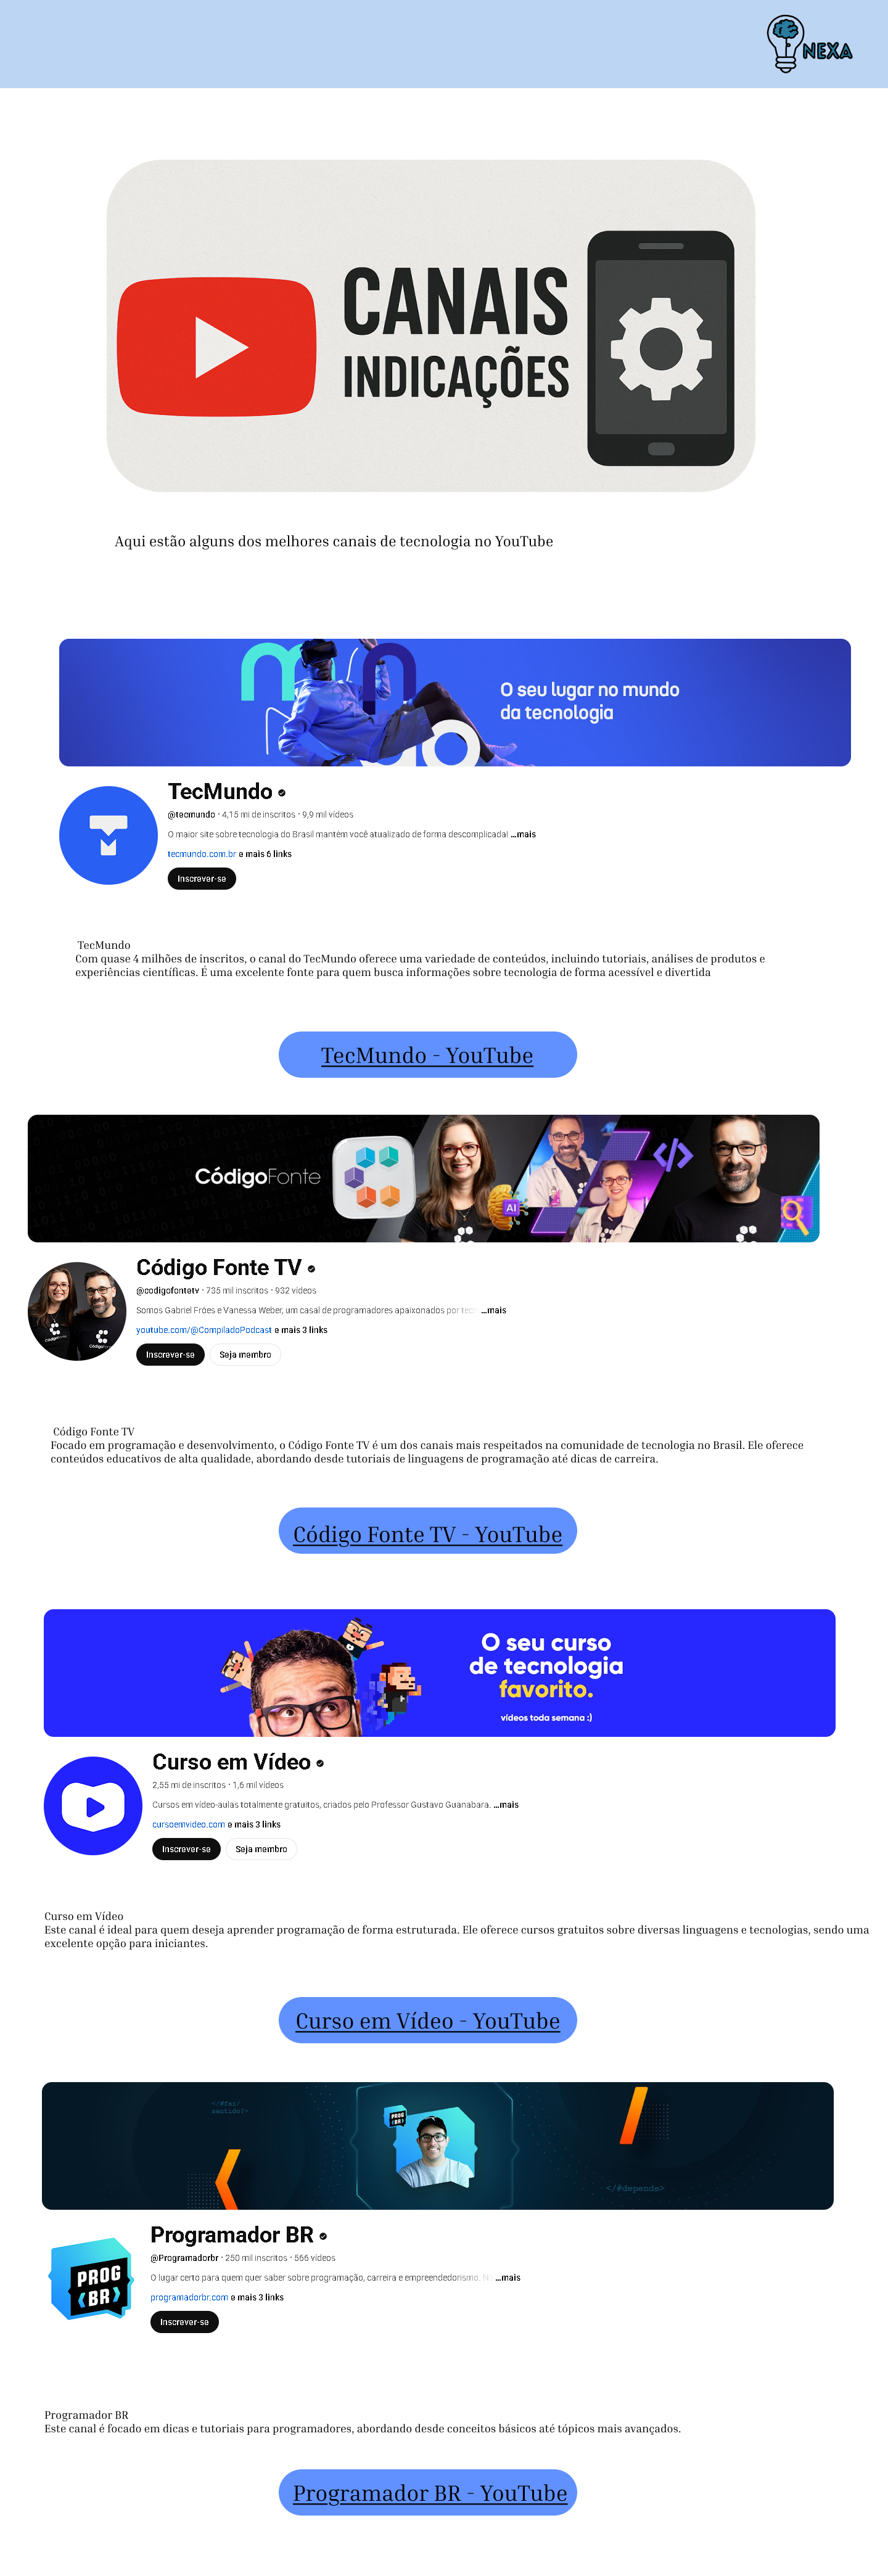 NEXA
CANAIS
INDICAÇÕES
Aqui estão alguns dos melhores canais de tecnologia no YouTube
O seu lugar no mundo
da tecnologia
TecMundo
@tecmundo • 4,15 mi de inscritos • 9,9 mil vídeos
O maior site sobre tecnologia do Brasil mantém você atualizado de forma descomplicada! ...mais
tecmundo.com.br e mais 6 links
Inscrever-se
TecMundo
Com quase 4 milhões de inscritos, o canal do TecMundo oferece uma variedade de conteúdos, incluindo tutoriais, análises de produtos e
experiências científicas. É uma excelente fonte para quem busca informações sobre tecnologia de forma acessível e divertida
TecMundo - YouTube
CódigoFonte
AI
</>
Código Fonte TV
@codigofontetv • 735 mil inscritos • 932 vídeos
Somos Gabriel Fróes e Vanessa Weber, um casal de programadores apaixonados por ...mais
youtube.com/@CompiladoPodcast e mais 3 links
Inscrever-se Seja membro
Código Fonte TV
Focado em programação e desenvolvimento, o Código Fonte TV é um dos canais mais respeitados na comunidade de tecnologia no Brasil. Ele oferece
conteúdos educativos de alta qualidade, abordando desde tutoriais de linguagens de programação até dicas de carreira.
Código Fonte TV - YouTube
O seu curso
de tecnologia
favorito.
vídeos toda semana :)
Curso em Vídeo
2,55 mi de inscritos • 1,6 mil vídeos
Cursos em vídeo-aulas totalmente gratuitos, criados pelo Professor Gustavo Guanabara. ...mais
cursoemvideo.com e mais 3 links
Inscrever-se Seja membro
Curso em Vídeo
Este canal é ideal para quem deseja aprender programação de forma estruturada. Ele oferece cursos gratuitos sobre diversas linguagens e tecnologias, sendo uma
excelente opção para iniciantes.
Curso em Vídeo - YouTube
</#faz/
sentido?>
PROG
BR
</#depende>
Programador BR
@Programadorbr • 250 mil inscritos • 566 vídeos
O lugar certo para quem quer saber sobre programação, carreira e empreendedorismo. ...mais
programadorbr.com e mais 3 links
Inscrever-se
PROG
BR
Programador BR
Este canal é focado em dicas e tutoriais para programadores, abordando desde conceitos básicos até tópicos mais avançados.
Programador BR - YouTube